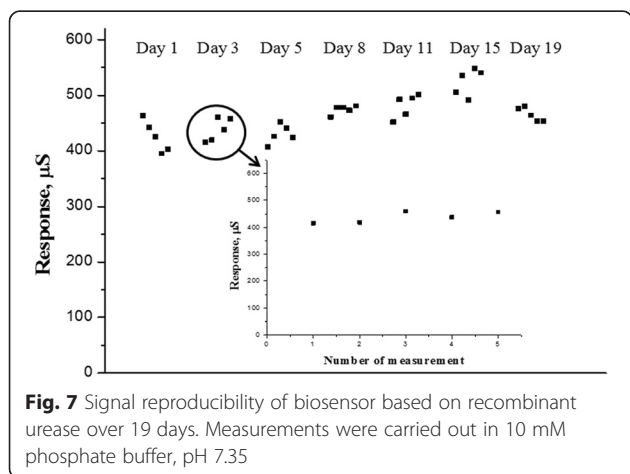 600
500
400
300
200
100
0
Response, µS
Day 1 Day 3 Day 5 Day 8 Day 11 Day 15 Day 19
600
500
400
300
200
100
0
Response, µS
0 1 2 3 4 5
Number of measurement
Fig. 7 Signal reproducibility of biosensor based on recombinant
urease over 19 days. Measurements were carried out in 10 mM
phosphate buffer, pH 7.35